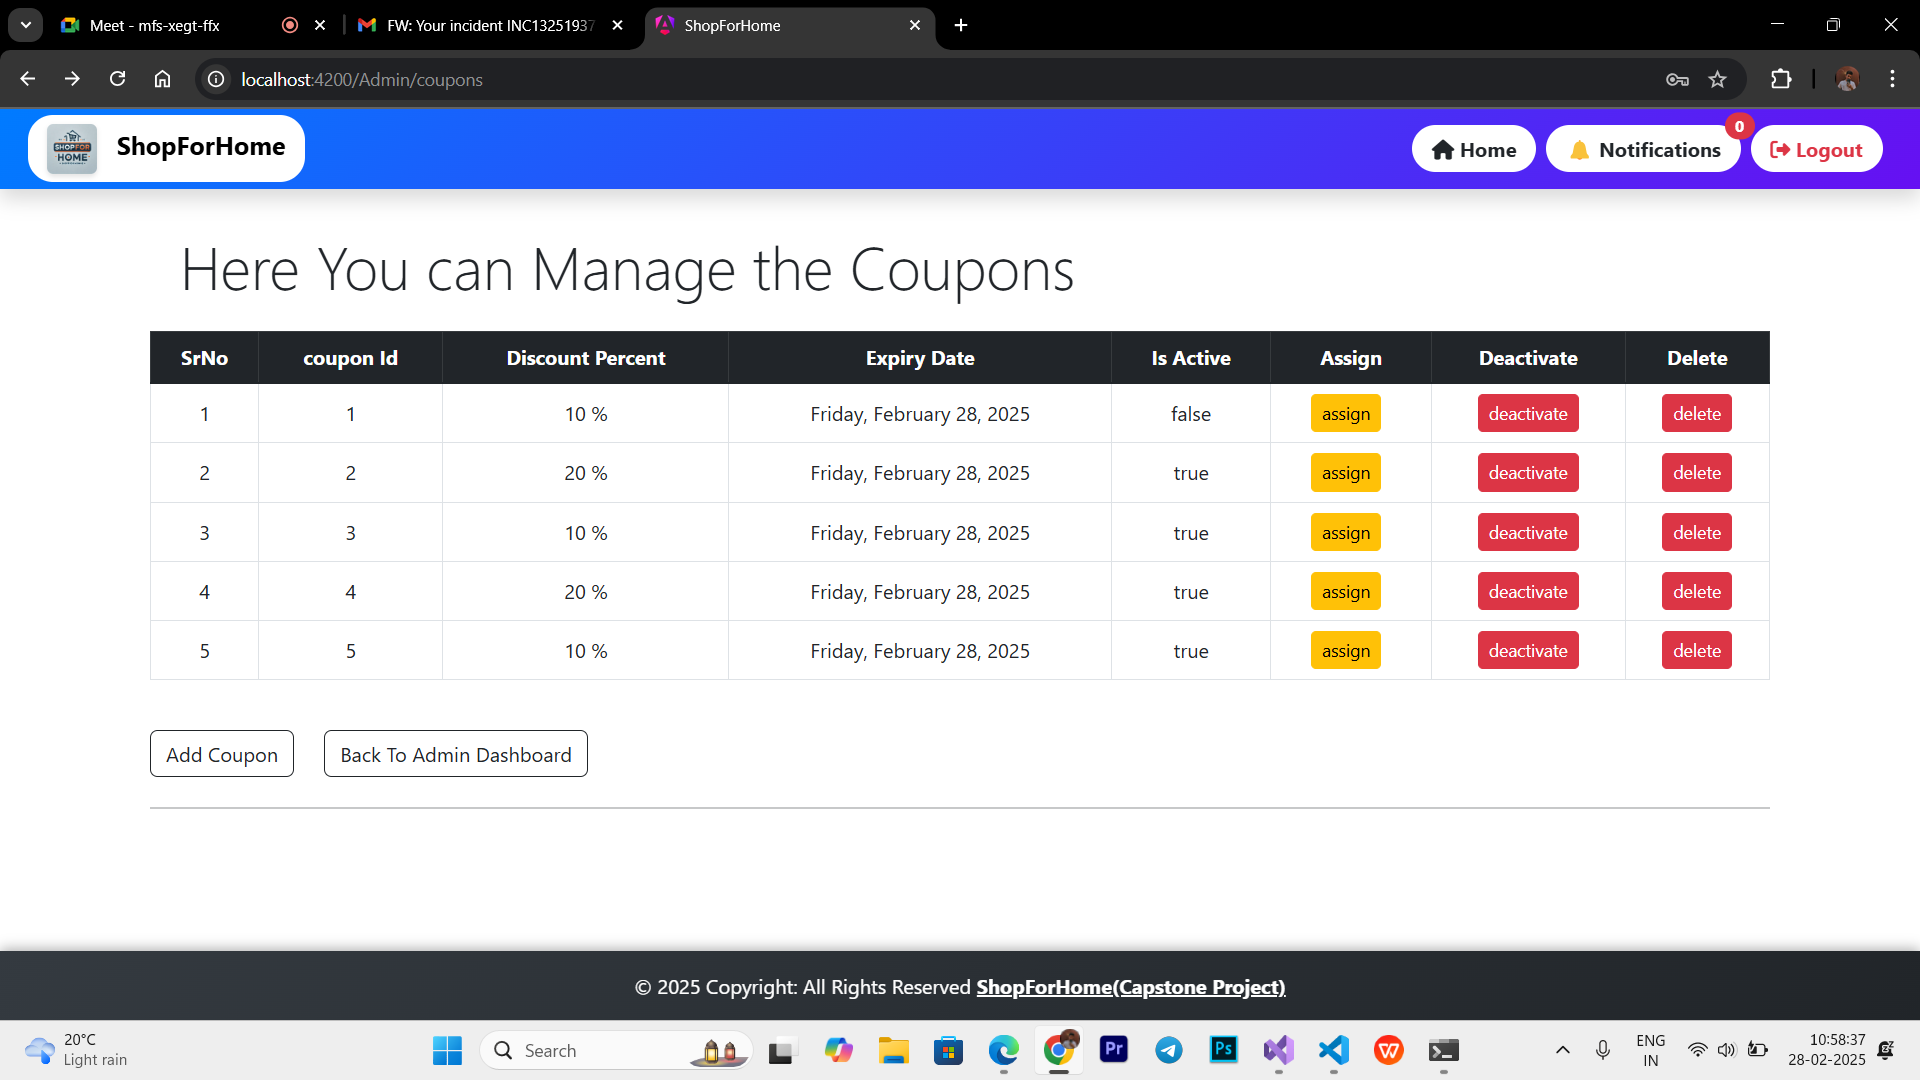 Meet - mfs-xegt-ffx
FW: Your incident INC13251937
ShopForHome
localhost:4200/Admin/coupons
SHOPFOR
HOME
ShopForHome
Home
Notifications
0
Logout
Here You can Manage the Coupons
SrNo coupon Id Discount Percent Expiry Date Is Active Assign Deactivate Delete
1 1 10 % Friday, February 28, 2025 false assign deactivate delete
2 2 20 % Friday, February 28, 2025 true assign deactivate delete
3 3 10 % Friday, February 28, 2025 true assign deactivate delete
4 4 20 % Friday, February 28, 2025 true assign deactivate delete
5 5 10 % Friday, February 28, 2025 true assign deactivate delete
Add Coupon
Back To Admin Dashboard
© 2025 Copyright: All Rights Reserved ShopForHome(Capstone Project)
20°C
Light rain
Search
Pr
Ps
ENG
IN
10:58:37
28-02-2025